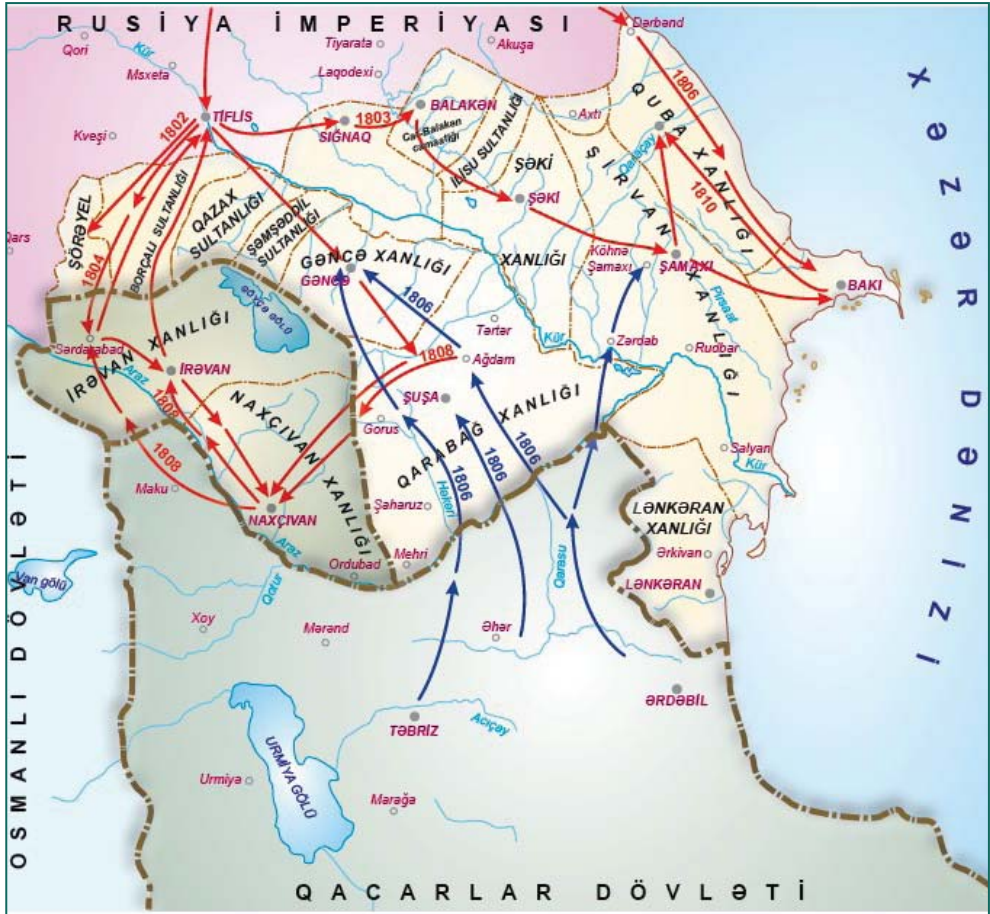 RUSİYA İMPERİYASI
Dərbənd
Qori
Kür
Tiyarata
Akuşa
Msxeta
Laqodexi
1806
TİFLİS
1803
BALAKƏN
QUBA XANLIĞI
Kveşi
1802
SIĞNAQ
Car-Balakən
camaatlığı
Axtı
İLİSU SULTANLIĞI
Qaraçay
ŞƏKİ
ŞİRVAN
ŞƏKİ
1810
ŞÖRƏYEL
BORÇALI SULTANLIĞI
QAZAX
SULTANLIĞI
ŞƏMŞƏDDİL
SULTANLIĞI
Qars
1804
GƏNCƏ XANLIĞI
GƏNCƏ
XANLIĞI
Köhnə
Şamaxı
ŞAMAXI
BAKI
GÖYÇƏ GÖLÜ
1806
Pirsaat
XANLIĞI
Tərtər
Kür
Zərdəb
Rudbar
Sərdarabad
İRƏVAN XANLIĞI
Araz
İRƏVAN
1808
Ağdam
ŞUŞA
NAXÇIVAN XANLIĞI
1808
Gorus
QARABAĞ XANLIĞI
Salyan
Kür
1808
1806
1806
1806
Maku
NAXÇIVAN
Həkəri
Şaharuz
LƏNKƏRAN
XANLIĞI
Araz
Ordubad
Mehri
Qarasu
Ərkivan
LƏNKƏRAN
Van gölü
Qotur
Xoy
Mərənd
Əhər
ƏRDƏBİL
TƏBRİZ
Acıçay
URMİYA GÖLÜ
Urmiya
Marağa
OSMANLI DÖVLƏTİ
XƏZƏR DƏNİZİ
QACARLAR DÖVLƏTİ